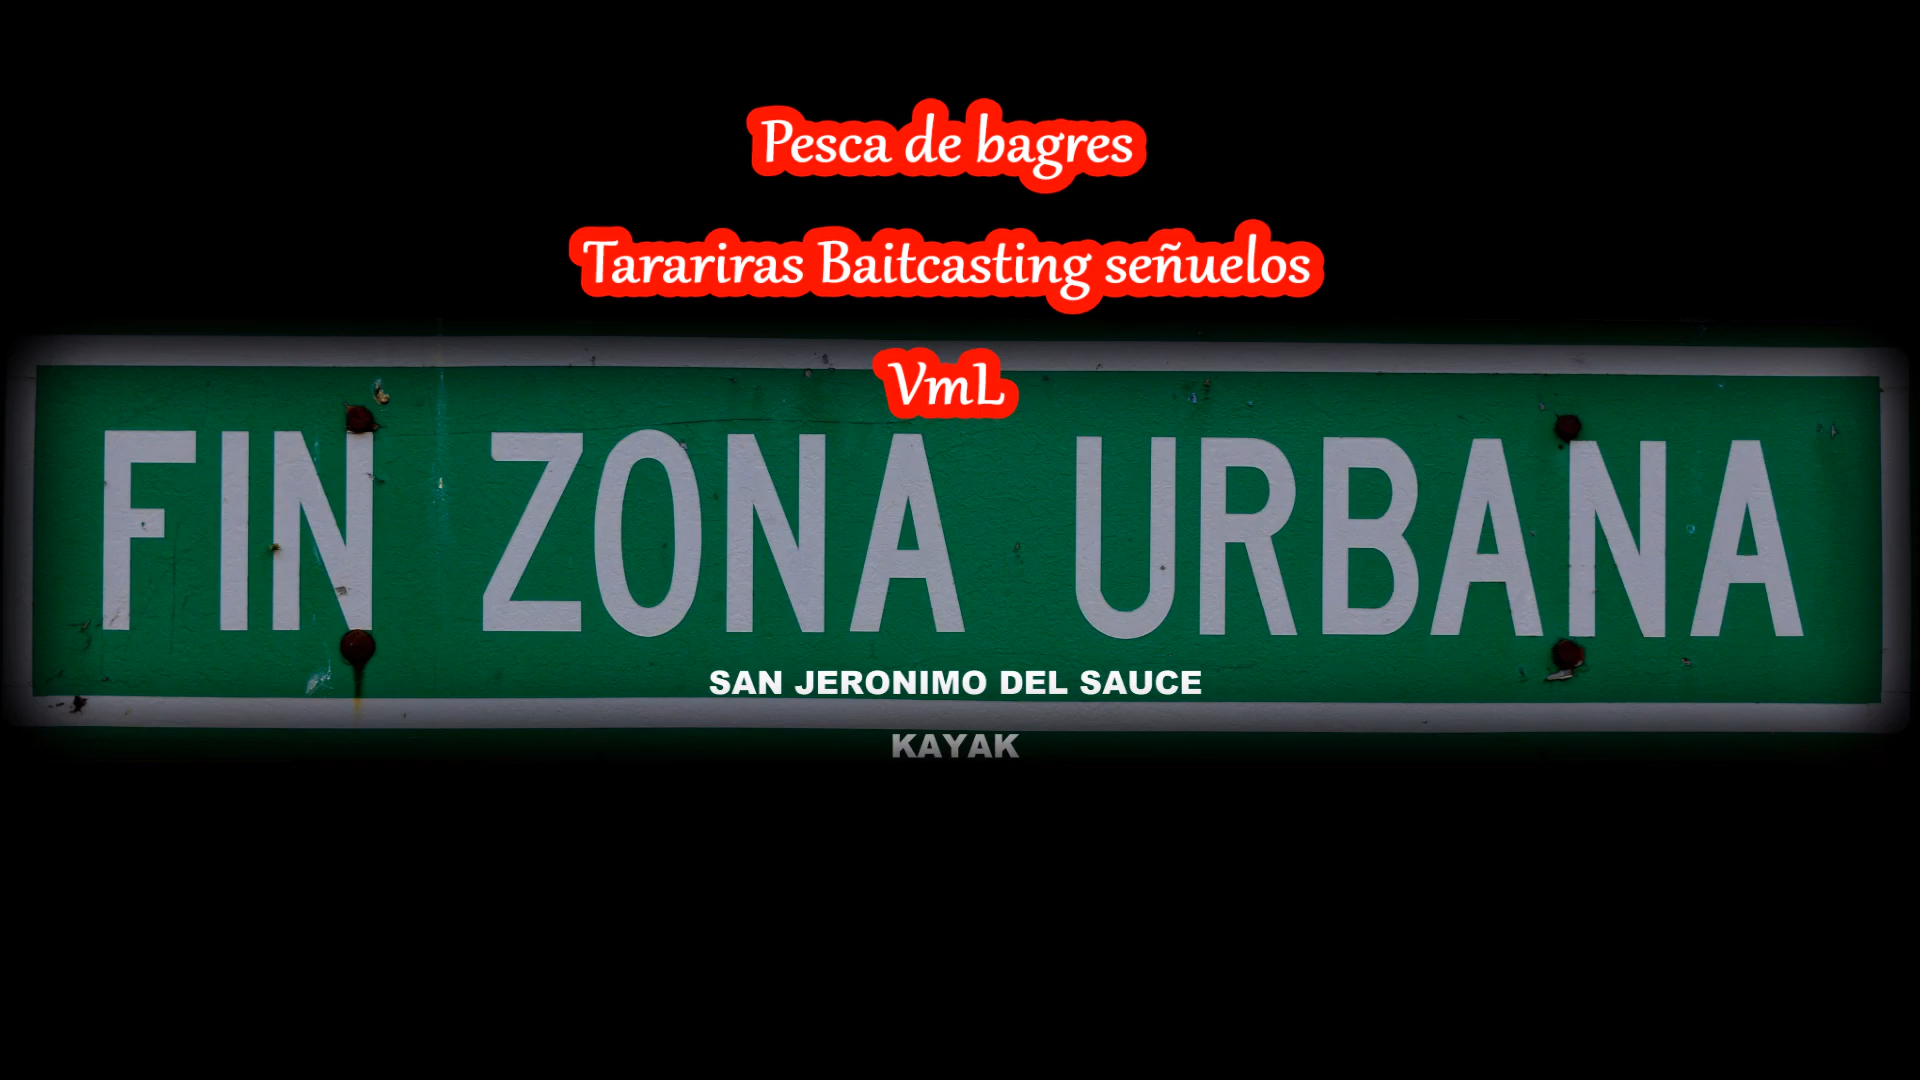 Pesca de bagres
Tarariras Baitcasting señuelos
VmL
FIN ZONA URBANA
SAN JERONIMO DEL SAUCE
KAYAK